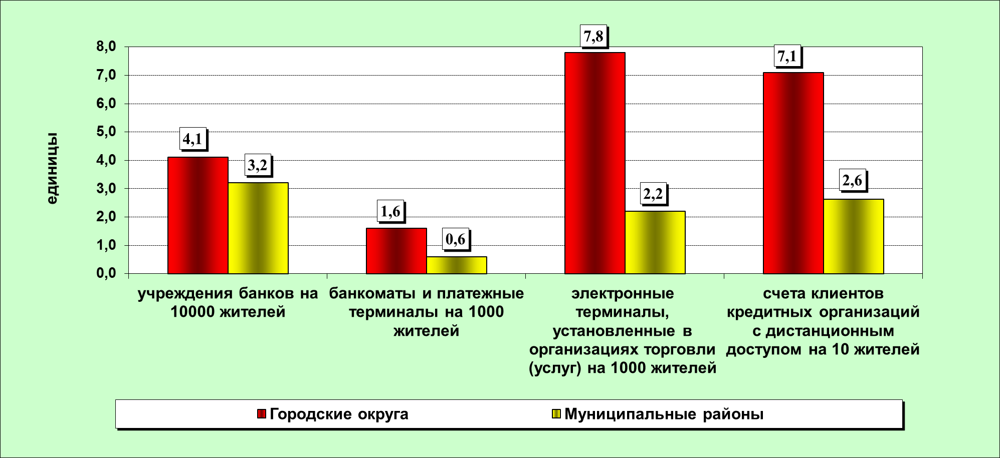 7,8
8,0
7,1
7,0
6,0
5,0
4,1
4,0
3,2
3,0
2,6
2,2
2,0
1,6
1,0
0,6
0,0
единицы
учреждения банков на
10000 жителей
банкоматы и платежные
терминалы на 1000
жителей
электронные
терминалы,
установленные в
организациях торговли
(услуг) на 1000 жителей
счета клиентов
кредитных организаций
с дистанционным
доступом на 10 жителей
Городские округа
Муниципальные районы